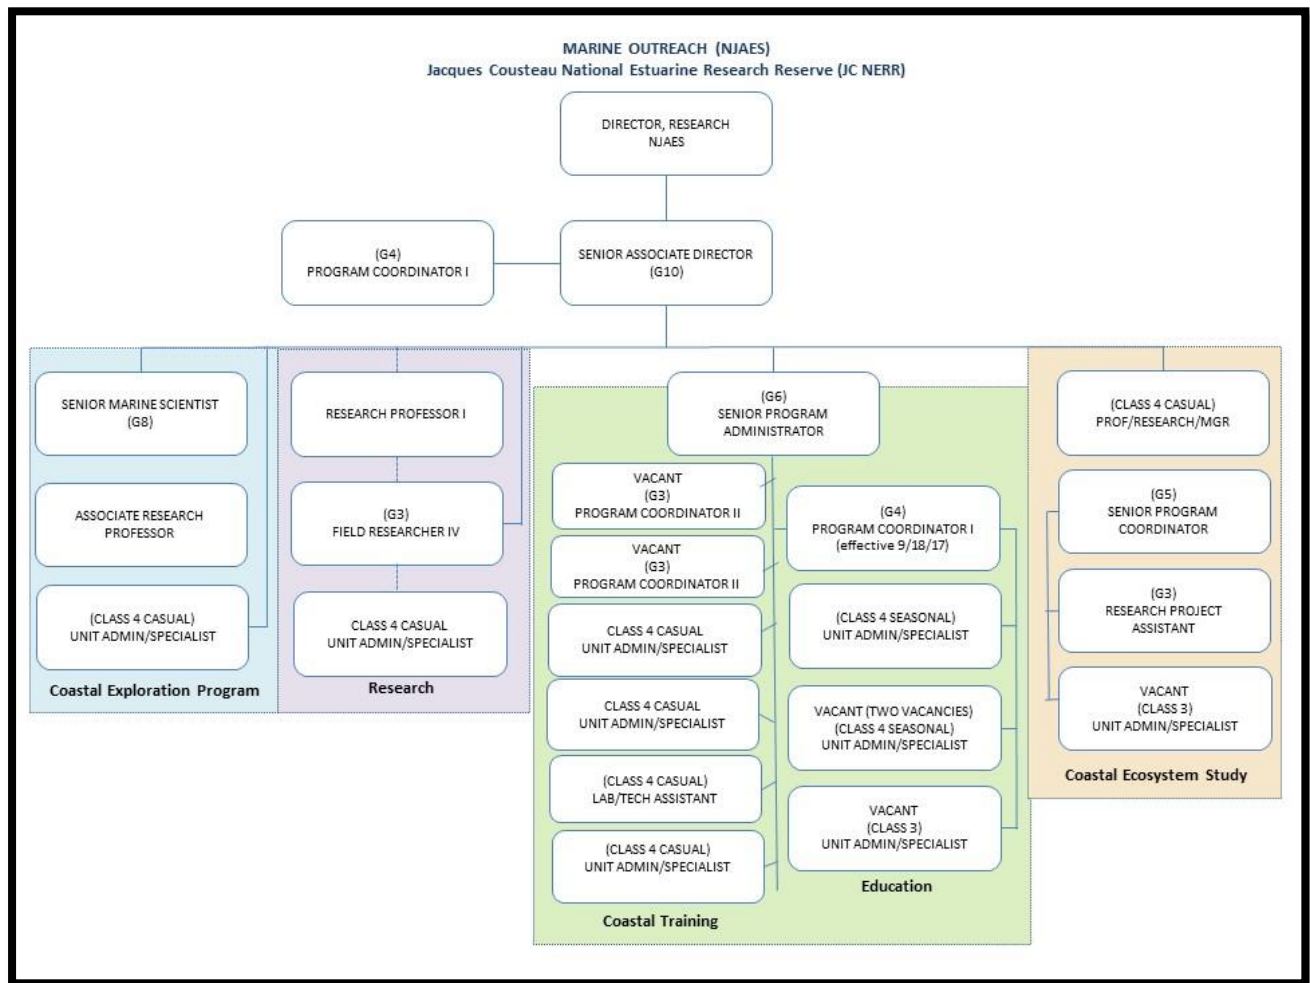 MARINE OUTREACH (NJAES)
Jacques Cousteau National Estuarine Research Reserve (JC NERR)
DIRECTOR, RESEARCH
NJAES
(G4)
PROGRAM COORDINATOR I
SENIOR ASSOCIATE DIRECTOR
(G10)
SENIOR MARINE SCIENTIST
(G8)
ASSOCIATE RESEARCH
PROFESSOR
(CLASS 4 CASUAL)
UNIT ADMIN/SPECIALIST
Coastal Exploration Program
RESEARCH PROFESSOR I
(G3)
FIELD RESEARCHER IV
CLASS 4 CASUAL
UNIT ADMIN/SPECIALIST
Research
(G6)
SENIOR PROGRAM
ADMINISTRATOR
VACANT
(G3)
PROGRAM COORDINATOR II
VACANT
(G3)
PROGRAM COORDINATOR II
CLASS 4 CASUAL
UNIT ADMIN/SPECIALIST
CLASS 4 CASUAL
UNIT ADMIN/SPECIALIST
(CLASS 4 CASUAL)
LAB/TECH ASSISTANT
(CLASS 4 CASUAL)
UNIT ADMIN/SPECIALIST
Coastal Training
(G4)
PROGRAM COORDINATOR I
(effective 9/18/17)
(CLASS 4 SEASONAL)
UNIT ADMIN/SPECIALIST
VACANT (TWO VACANCIES)
(CLASS 4 SEASONAL)
UNIT ADMIN/SPECIALIST
VACANT
(CLASS 3)
UNIT ADMIN/SPECIALIST
Education
(CLASS 4 CASUAL)
PROF/RESEARCH/MGR
(G5)
SENIOR PROGRAM
COORDINATOR
(G3)
RESEARCH PROJECT
ASSISTANT
VACANT
(CLASS 3)
UNIT ADMIN/SPECIALIST
Coastal Ecosystem Study